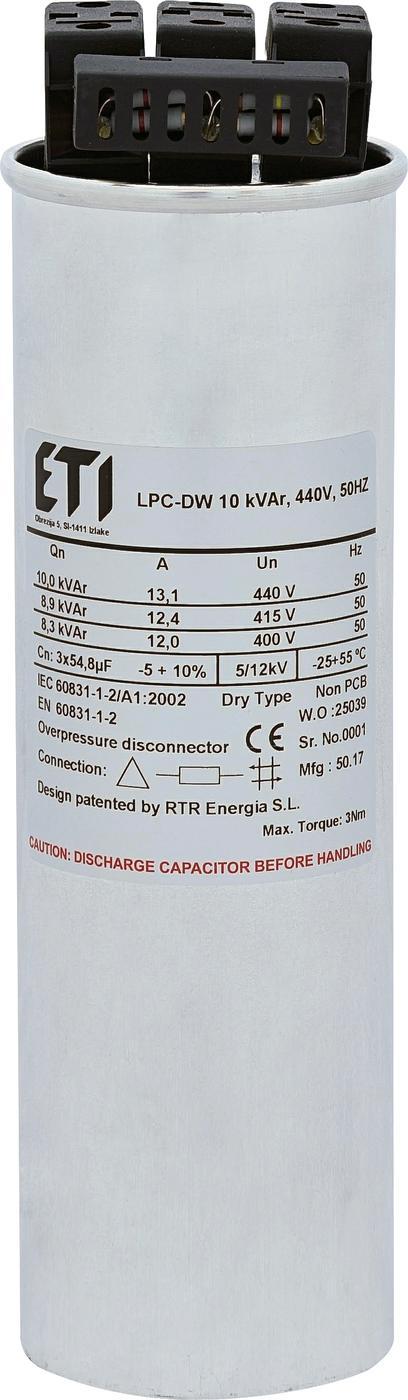 ETI
LPC-DW 10 kVAr, 440V, 50HZ
Obrezija 5, SI-1411 Izlake
Qn A Un Hz
10,0 kVAr 13,1 440 V 50
8,9 kVAr 12,4 415 V 50
8,3 kVAr 12,0 400 V 50
Cn: 3x54,8µF -5 + 10% 5/12kV -25+55 ºC
IEC 60831-1-2/A1:2002 Dry Type Non PCB
EN 60831-1-2 W.O :25039
Overpressure disconnector CE Sr. No.0001
Connection: Mfg : 50.17
Design patented by RTR Energia S.L.
Max. Torque: 3Nm
CAUTION: DISCHARGE CAPACITOR BEFORE HANDLING